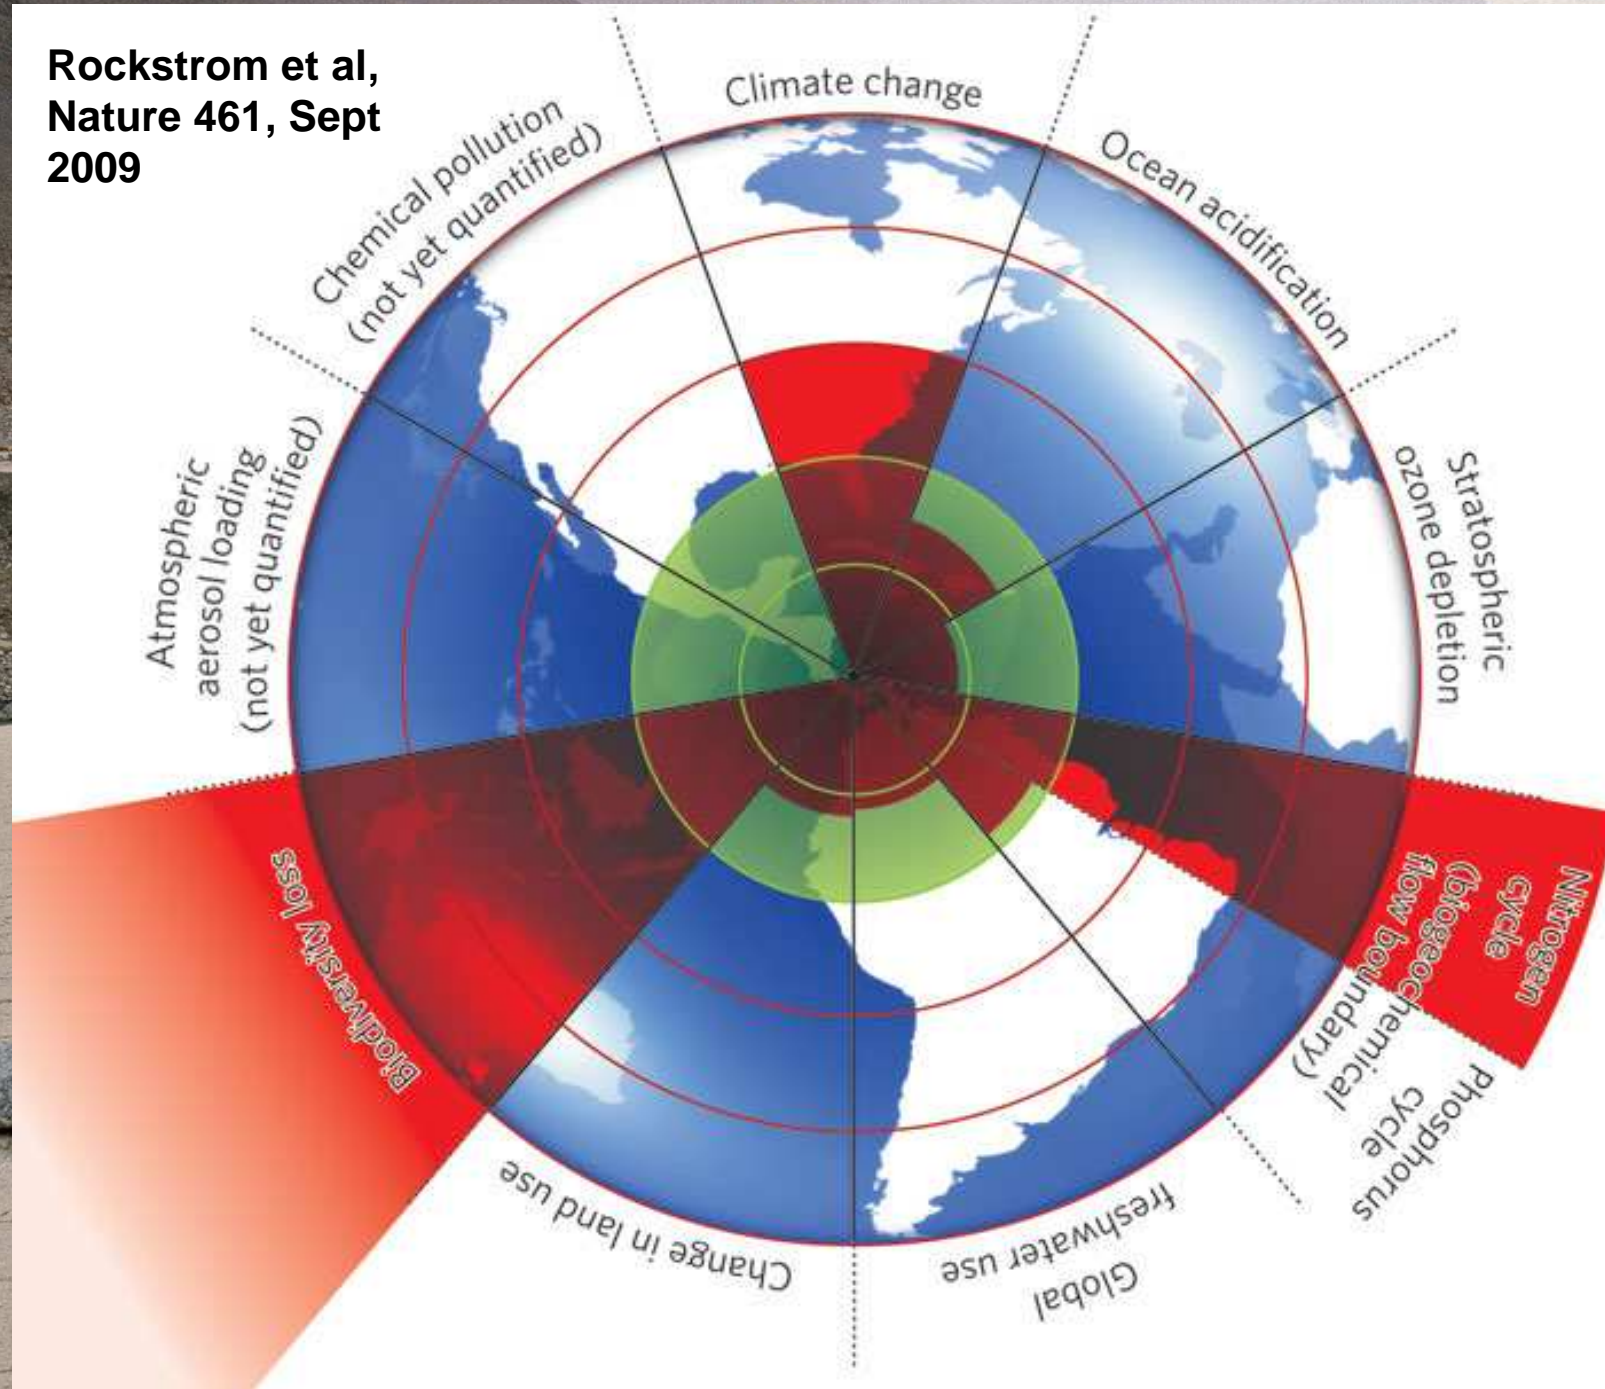 Rockstrom et al,
Nature 461, Sept
2009
Climate change
Ocean acidification
Stratospheric
ozone depletion
Nitrogen
cycle
(biogeochemical
flow boundary)
Phosphorus
cycle
Global
freshwater use
Change in land use
Biodiversity loss
Atmospheric
aerosol loading
(not yet quantified)
Chemical pollution
(not yet quantified)